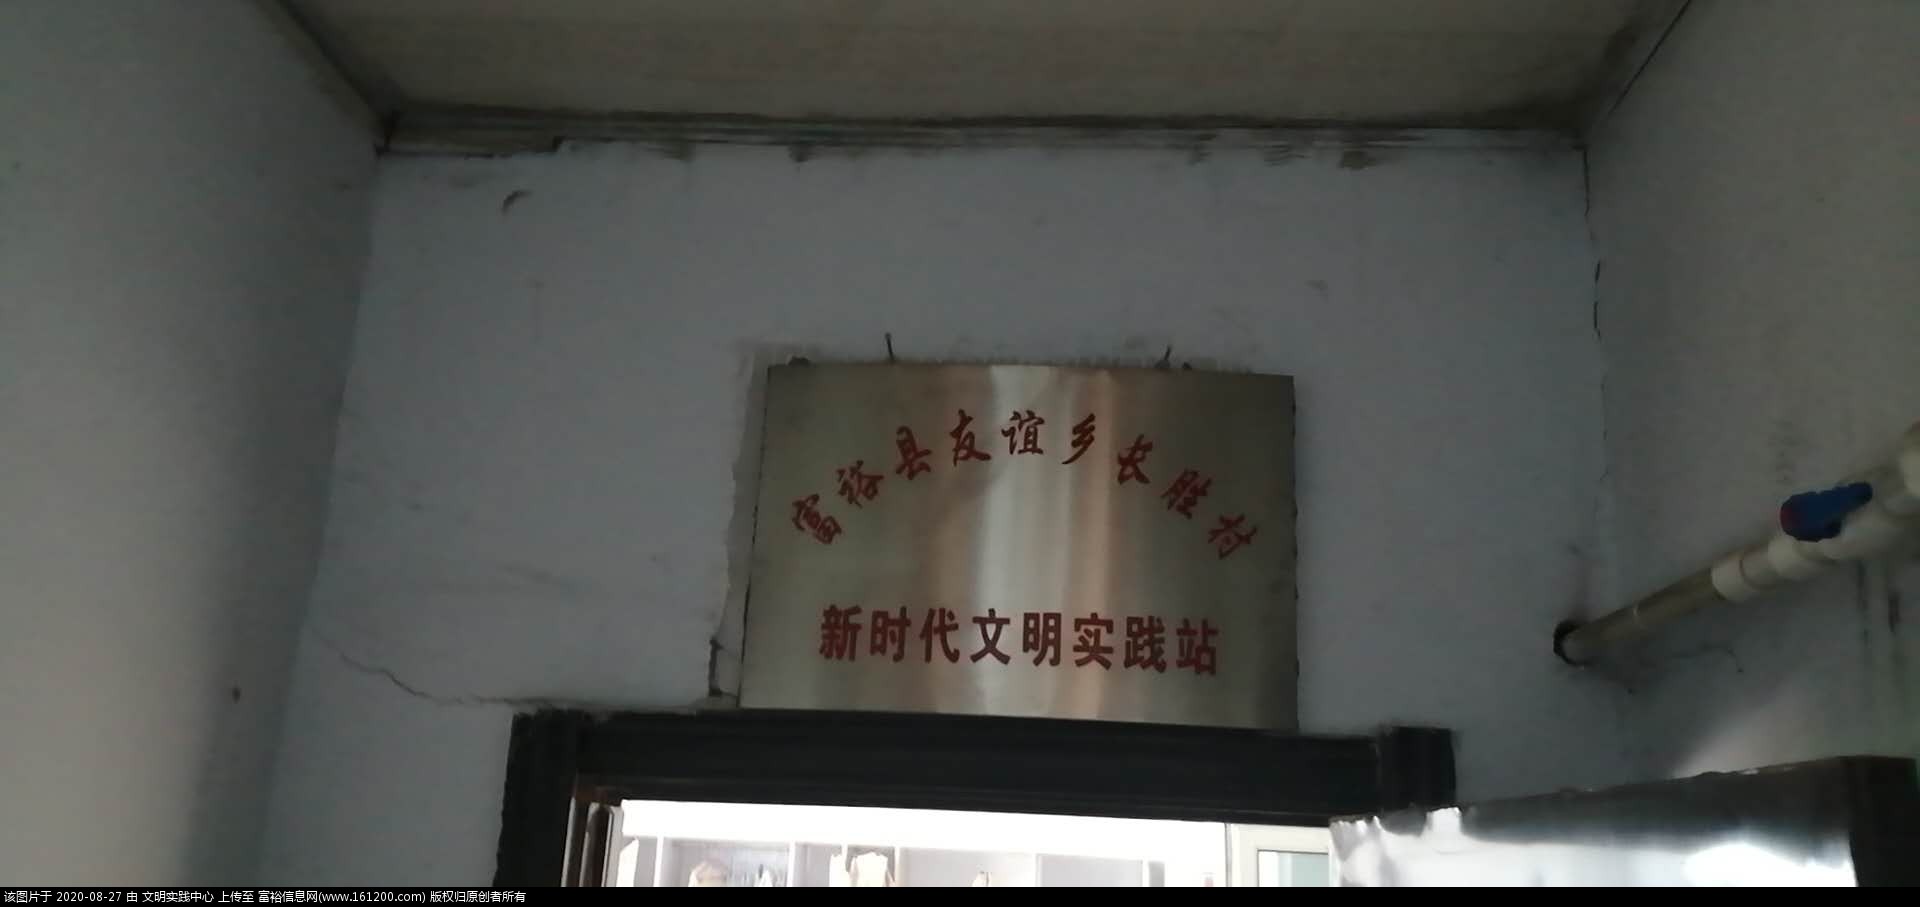 富裕县友谊乡长胜村
新时代文明实践站
该图片于 2020-08-27 由 文明实践中心 上传至 富裕信息网(www.161200.com) 版权归原创者所有